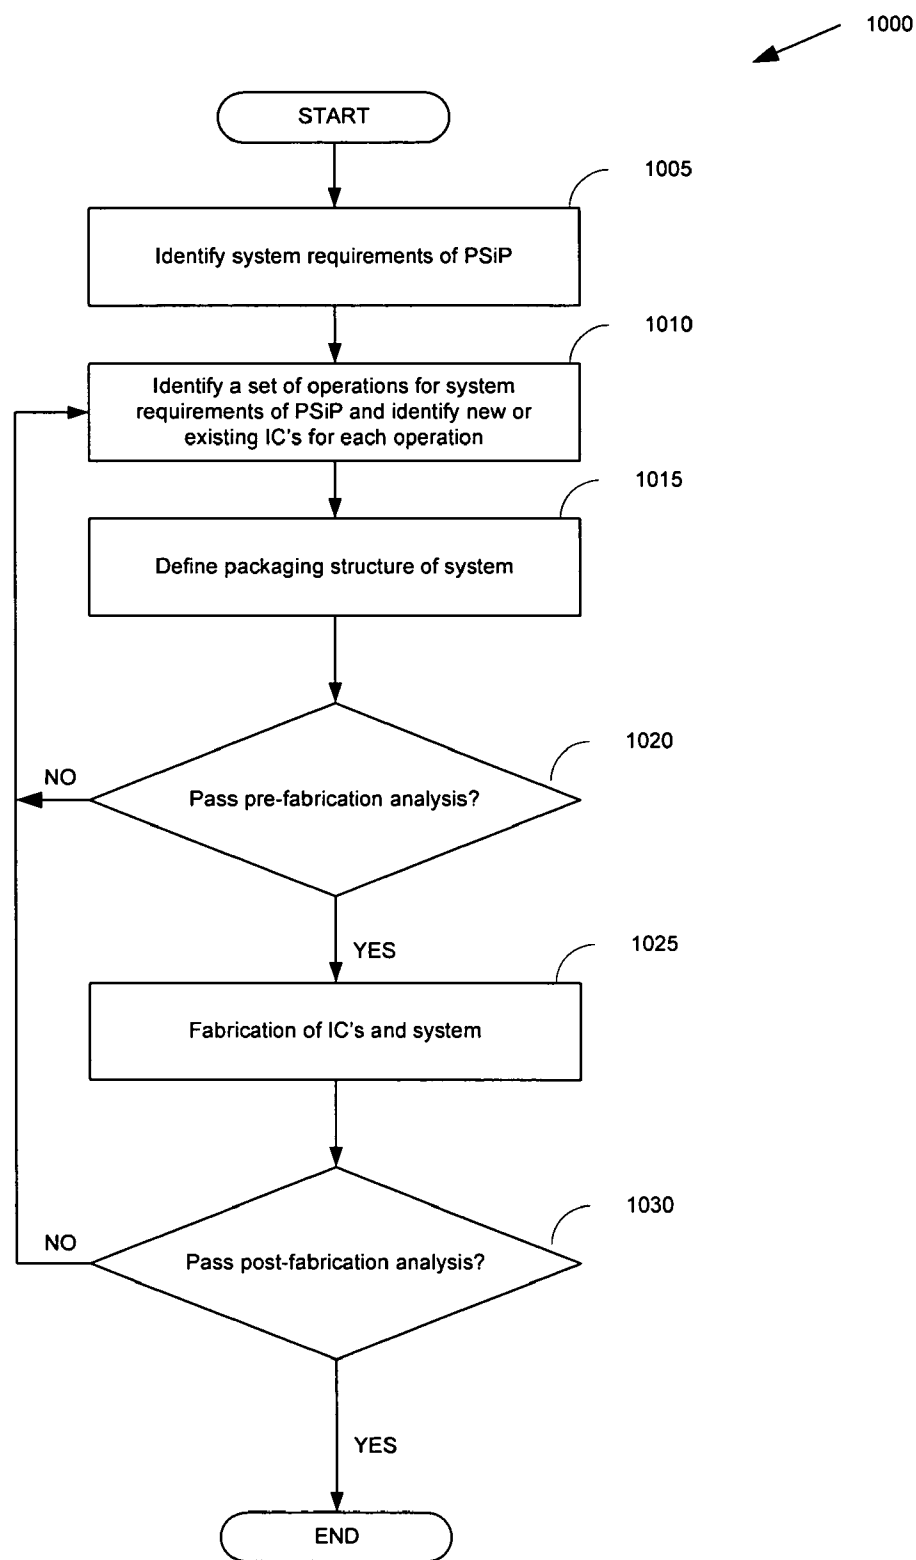 1000
START
1005
Identify system requirements of PSiP
1010
Identify a set of operations for system
requirements of PSiP and identify new or
existing IC's for each operation
1015
Define packaging structure of system
1020
NO
Pass pre-fabrication analysis?
YES
1025
Fabrication of IC's and system
1030
NO
Pass post-fabrication analysis?
YES
END